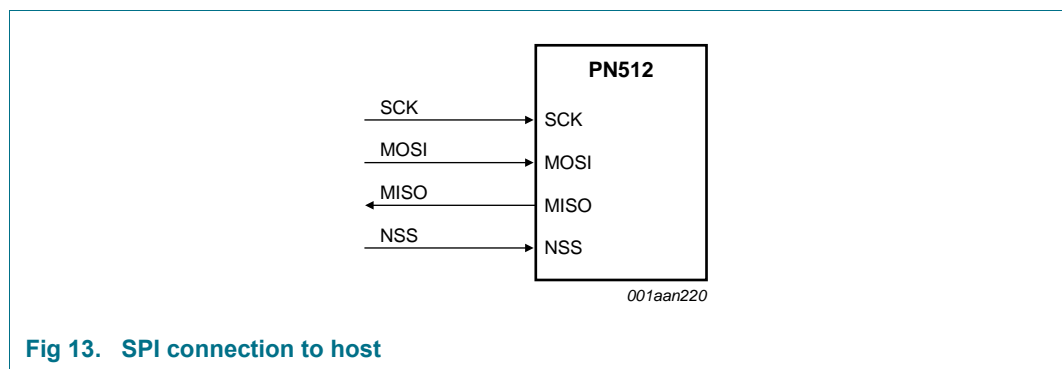 PN512
SCK SCK
MOSI MOSI
MISO MISO
NSS NSS
001aan220
Fig 13. SPI connection to host